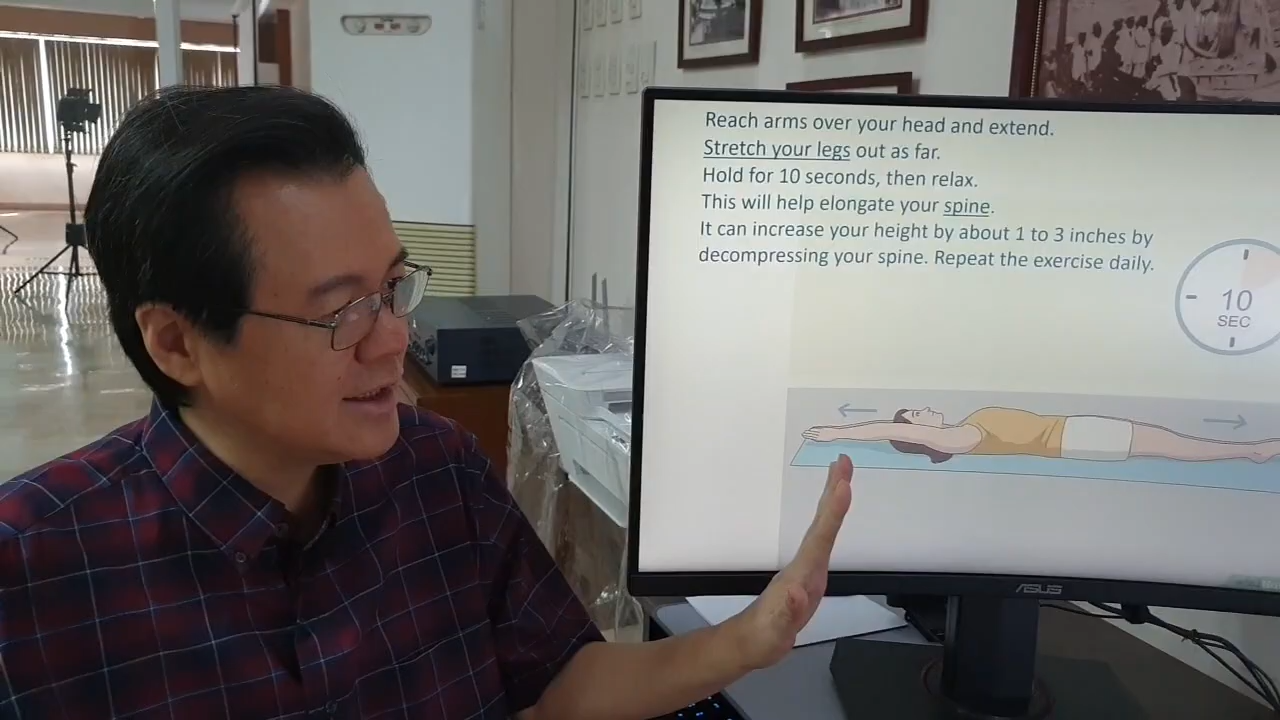 Reach arms over your head and extend.
Stretch your legs out as far.
Hold for 10 seconds, then relax.
This will help elongate your spine.
It can increase your height by about 1 to 3 inches by
decompressing your spine. Repeat the exercise daily.
10
SEC
ASUS